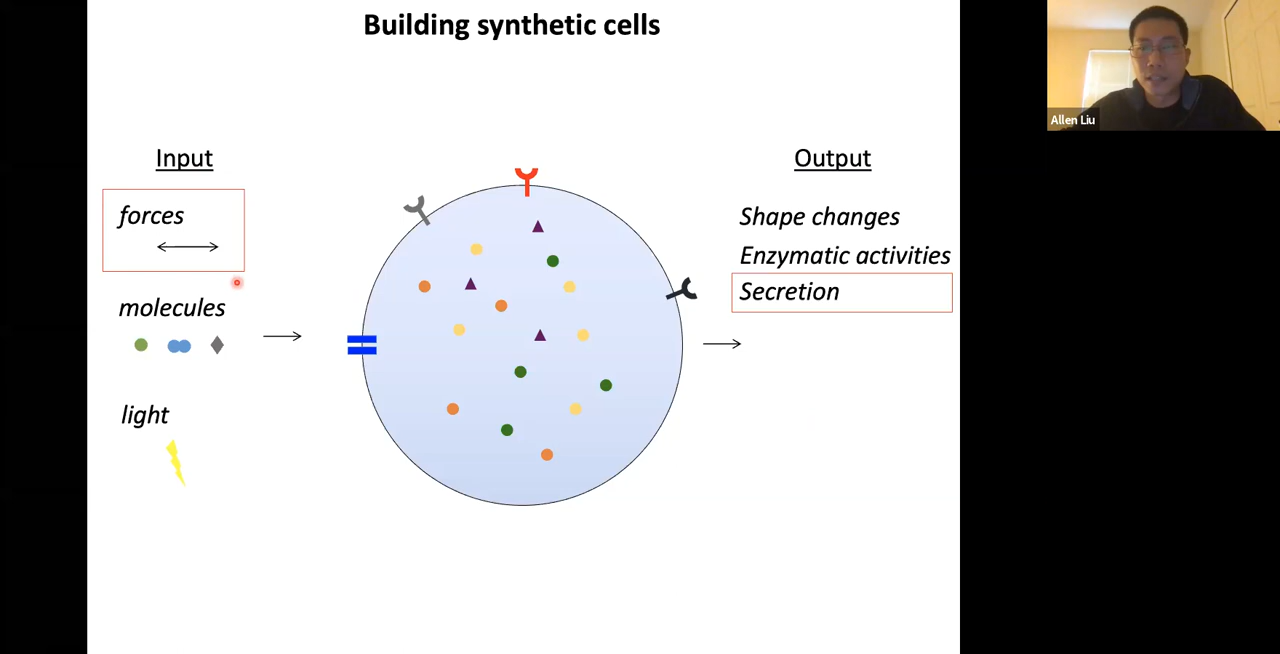 Building synthetic cells
Input
forces
molecules
light
Output
Shape changes
Enzymatic activities
Secretion
Allen Liu